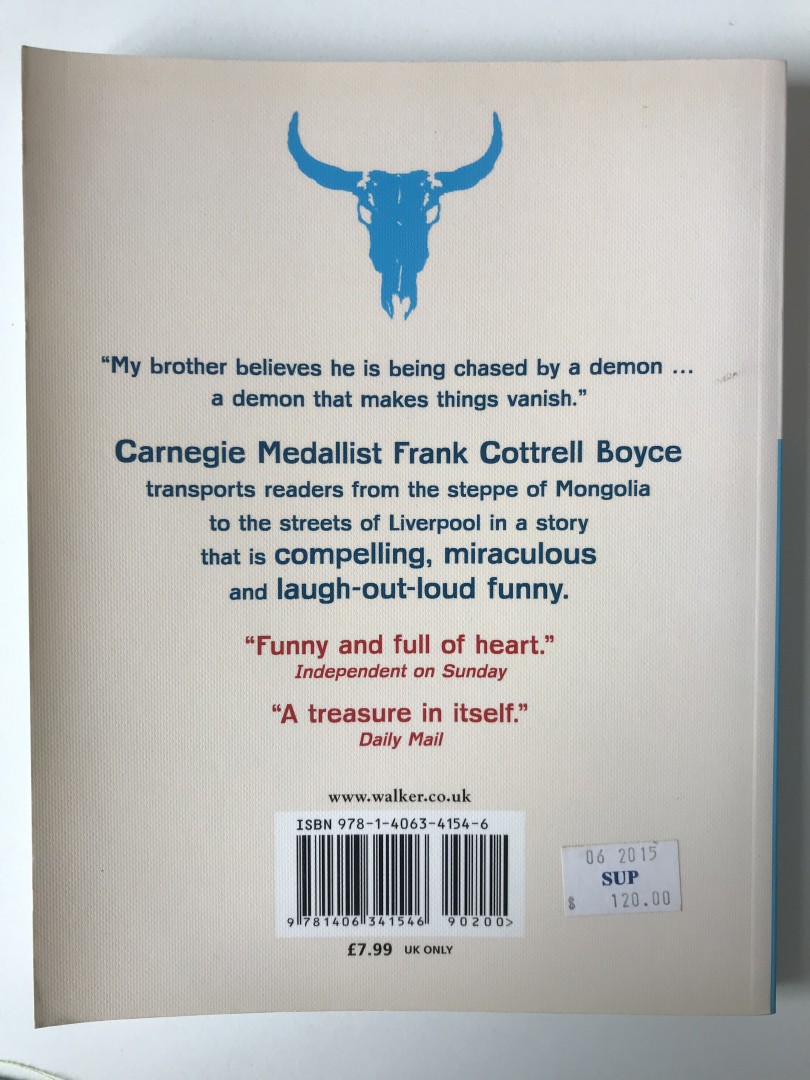 “My brother believes he is being chased by a demon ...
a demon that makes things vanish.”
Carnegie Medallist Frank Cottrell Boyce
transports readers from the steppe of Mongolia
to the streets of Liverpool in a story
that is compelling, miraculous
and laugh-out-loud funny.
“Funny and full of heart.”
Independent on Sunday
“A treasure in itself.”
Daily Mail
www.walker.co.uk
ISBN 978-1-4063-4154-6
9 781406 341546 90200>
£7.99 UK ONLY
06 2015
SUP
$ 120.00